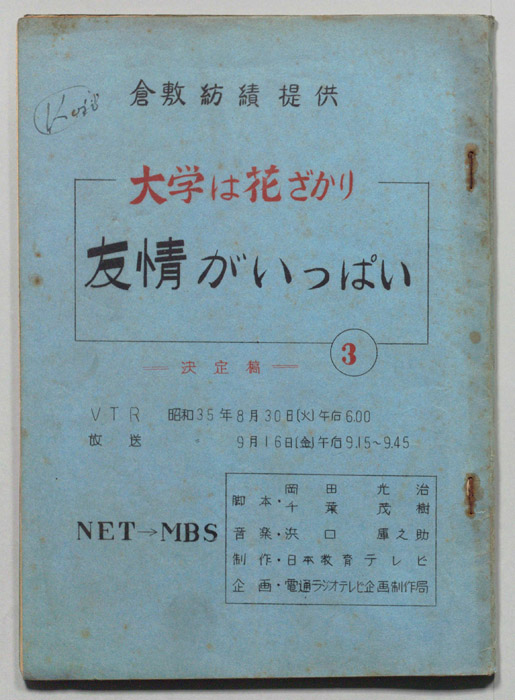 倉敷紡績提供
大学は花ざかり
友情がいっぱい
3
決定稿
VTR 昭和35年8月30日(火)午后6.00
放送 9月16日(金)午后9.15~9.45
NET→MBS
脚本・岡田光治
千葉茂樹
音楽・浜口庫之助
制作・日本教育テレビ
企画・電通ラジオテレビ企画制作局